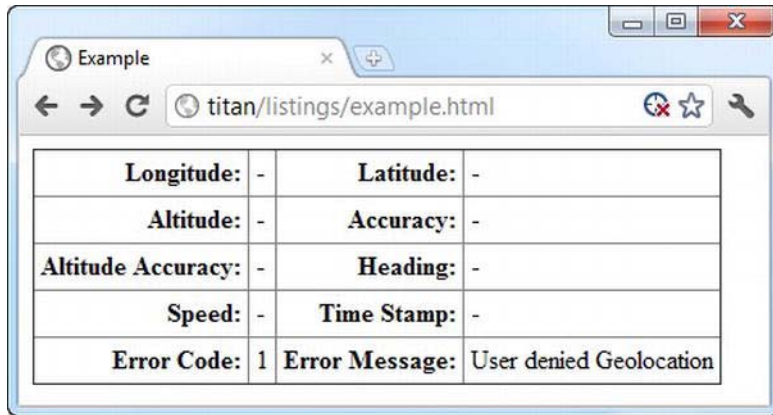 Example
titan/listings/example.html
Longitude: - Latitude: -
Altitude: - Accuracy: -
Altitude Accuracy: - Heading: -
Speed: - Time Stamp: -
Error Code: 1 Error Message: User denied Geolocation